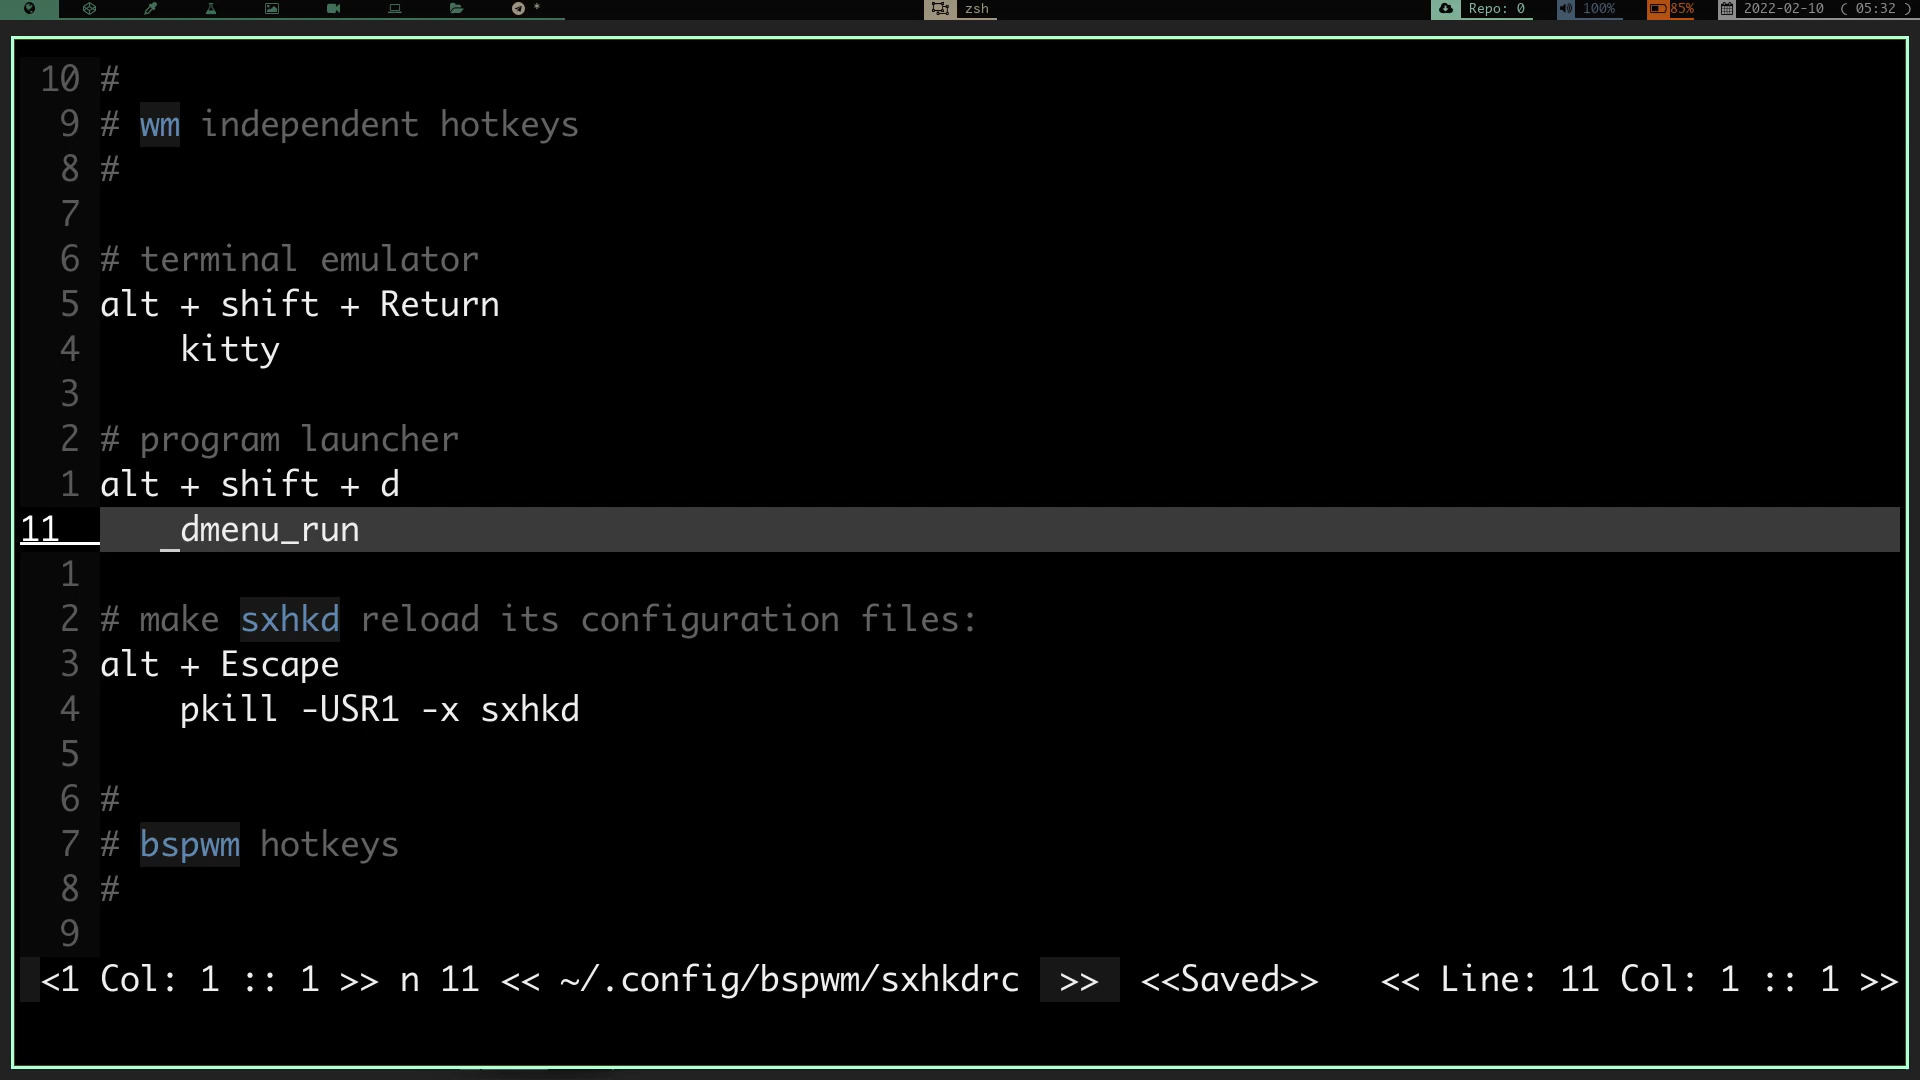 * zsh Repo: 0 100% 85% 2022-02-10 ( 05:32 )
10 #
9 # wm independent hotkeys
8 #
7
6 # terminal emulator
5 alt + shift + Return
4     kitty
3
2 # program launcher
1 alt + shift + d
11     dmenu_run
1
2 # make sxhkd reload its configuration files:
3 alt + Escape
4     pkill -USR1 -x sxhkd
5
6 #
7 # bspwm hotkeys
8 #
9
<1 Col: 1 :: 1 >> n 11 << ~/.config/bspwm/sxhkdrc >> <<Saved>> << Line: 11 Col: 1 :: 1 >>